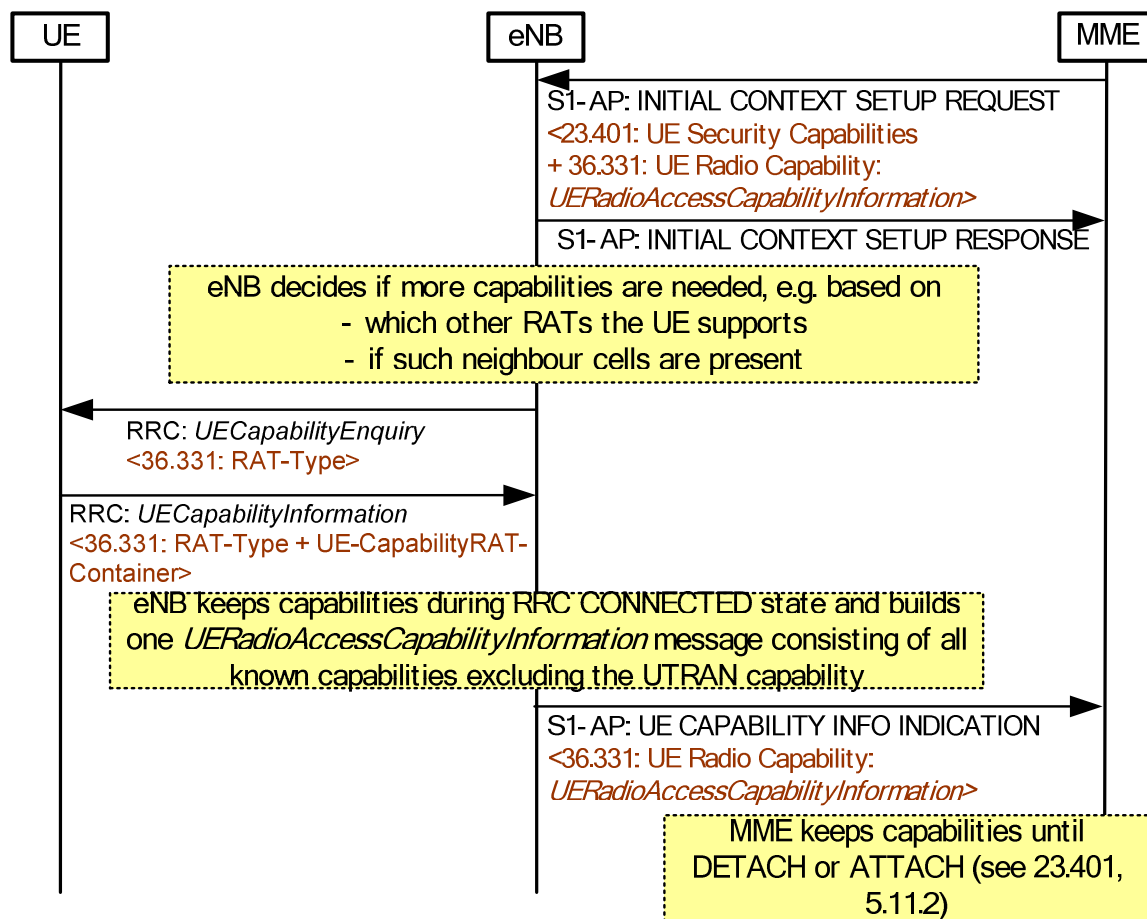 UE
eNB
MME
S1-AP: INITIAL CONTEXT SETUP REQUEST
<23.401: UE Security Capabilities
+ 36.331: UE Radio Capability:
UERadioAccessCapabilityInformation>
S1-AP: INITIAL CONTEXT SETUP RESPONSE
eNB decides if more capabilities are needed, e.g. based on
- which other RATs the UE supports
- if such neighbour cells are present
RRC: UECapabilityEnquiry
<36.331: RAT-Type>
RRC: UECapabilityInformation
<36.331: RAT-Type + UE-CapabilityRAT-
Container>
eNB keeps capabilities during RRC CONNECTED state and builds
one UERadioAccessCapabilityInformation message consisting of all
known capabilities excluding the UTRAN capability
S1-AP: UE CAPABILITY INFO INDICATION
<36.331: UE Radio Capability:
UERadioAccessCapabilityInformation>
MME keeps capabilities until
DETACH or ATTACH (see 23.401,
5.11.2)